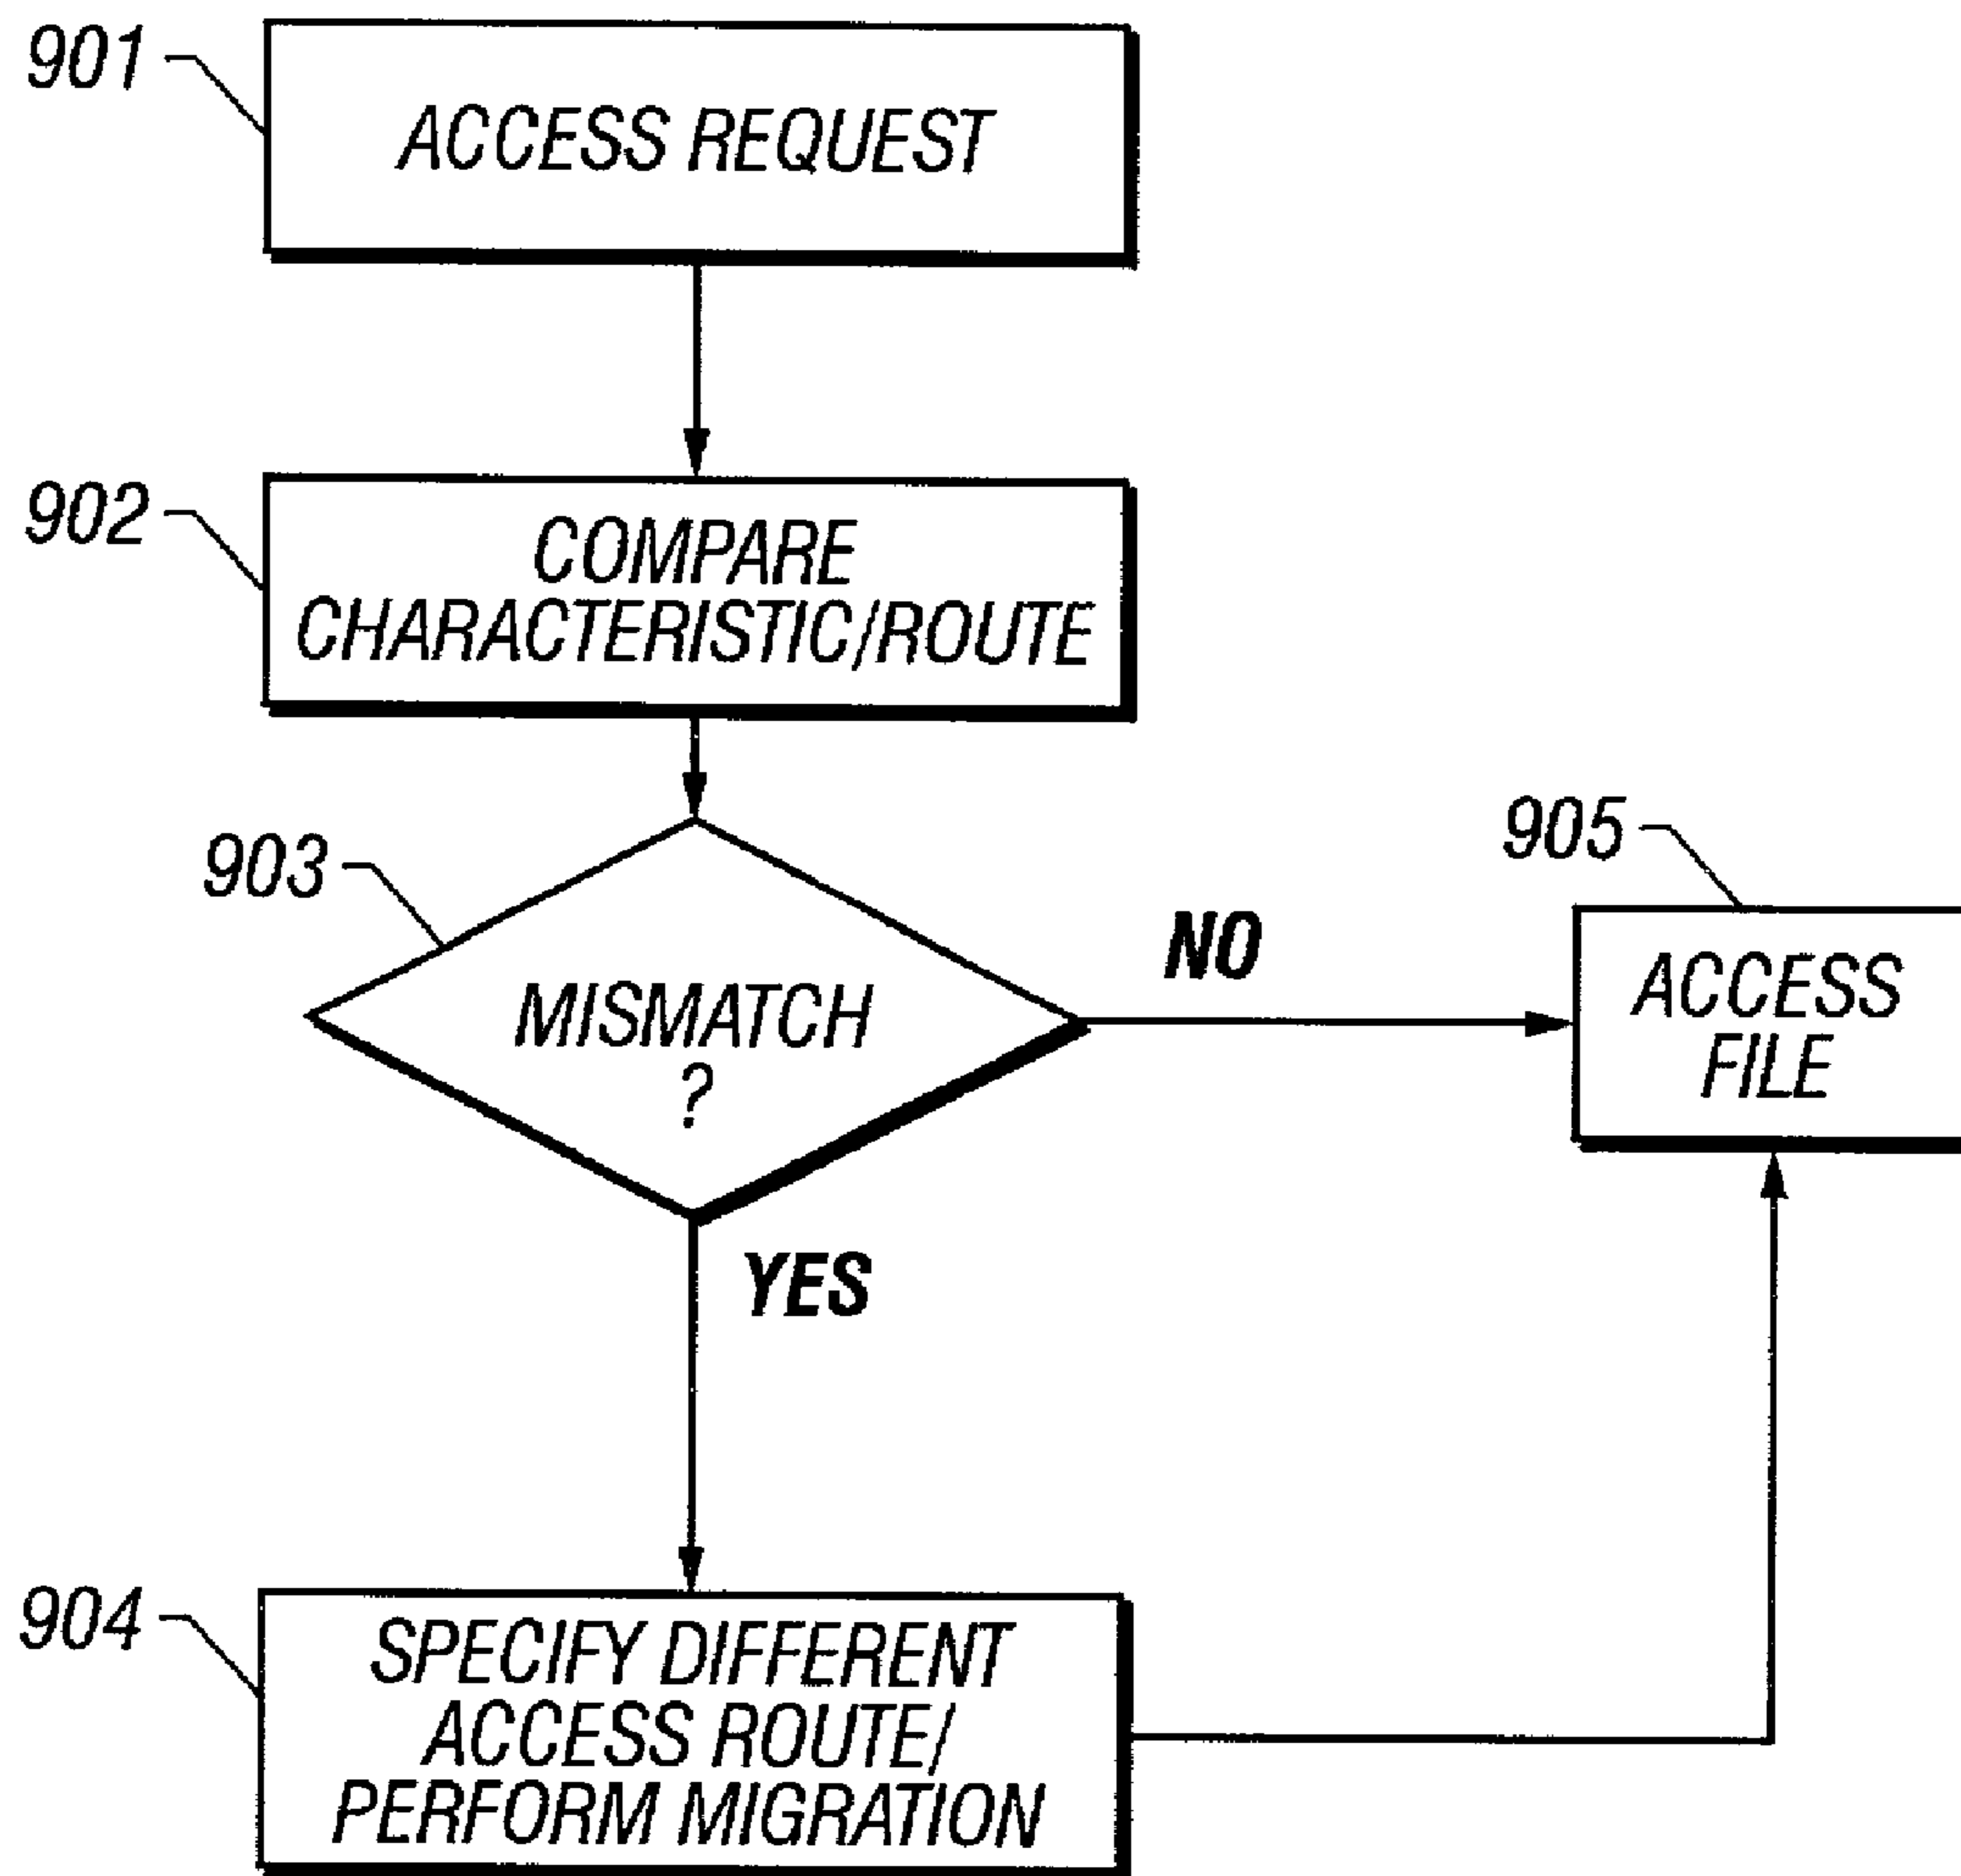 901
ACCESS REQUEST
902
COMPARE
CHARACTERISTIC/ROUTE
903
MISMATCH
?
NO
YES
905
ACCESS
FILE
904
SPECIFY DIFFERENT
ACCESS ROUTE/
PERFORM MIGRATION